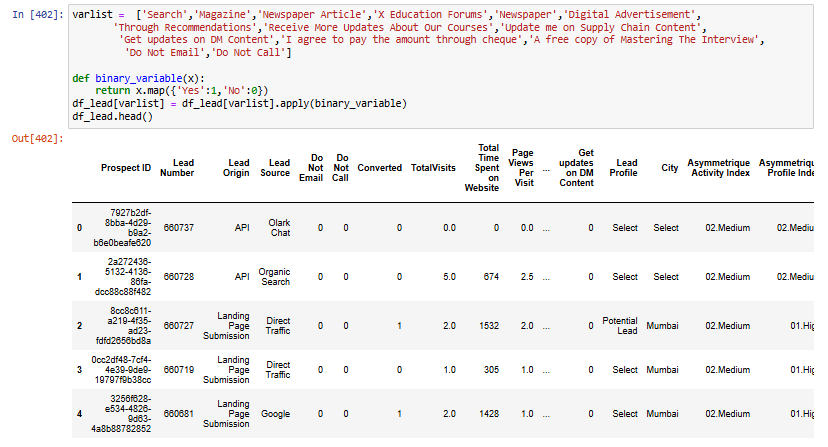 In [402]: varlist =  ['Search','Magazine','Newspaper Article','X Education Forums','Newspaper','Digital Advertisement',
'Through Recommendations','Receive More Updates About Our Courses','Update me on Supply Chain Content',
'Get updates on DM Content','I agree to pay the amount through cheque','A free copy of Mastering The Interview',
'Do Not Email','Do Not Call']
def binary_variable(x):
return x.map({'Yes':1,'No':0})
df_lead[varlist] = df_lead[varlist].apply(binary_variable)
df_lead.head()
Out[402]:
Prospect ID Lead Number Lead Origin Lead Source Do Not Email Do Not Call Converted TotalVisits Total Time Spent on Website Page Views Per Visit ... Get updates on DM Content Lead Profile City Asymmetrique Activity Index Asymmetriqu Profile Inde
0 7927b2df-8bba-4d29-b9a2-b6e0beafe620 660737 API Olark Chat 0 0 0 0.0 0 0.0 ... 0 Select Select 02.Medium 02.Mediu
1 2a272436-5132-4136-86fa-dcc88c88f482 660728 API Organic Search 0 0 0 5.0 674 2.5 ... 0 Select Select 02.Medium 02.Mediu
2 8cc8c611-a219-4f35-ad23-fdfd2656bd8a 660727 Landing Page Submission Direct Traffic 0 0 1 2.0 1532 2.0 ... 0 Potential Lead Mumbai 02.Medium 01.Hig
3 0cc2df48-7cf4-4e39-9de9-19797f9b38cc 660719 Landing Page Submission Direct Traffic 0 0 0 1.0 305 1.0 ... 0 Select Mumbai 02.Medium 01.Hig
4 3256f628-e534-4826-9d63-4a8b88782852 660681 Landing Page Submission Google 0 0 1 2.0 1428 1.0 ... 0 Select Mumbai 02.Medium 01.Hig